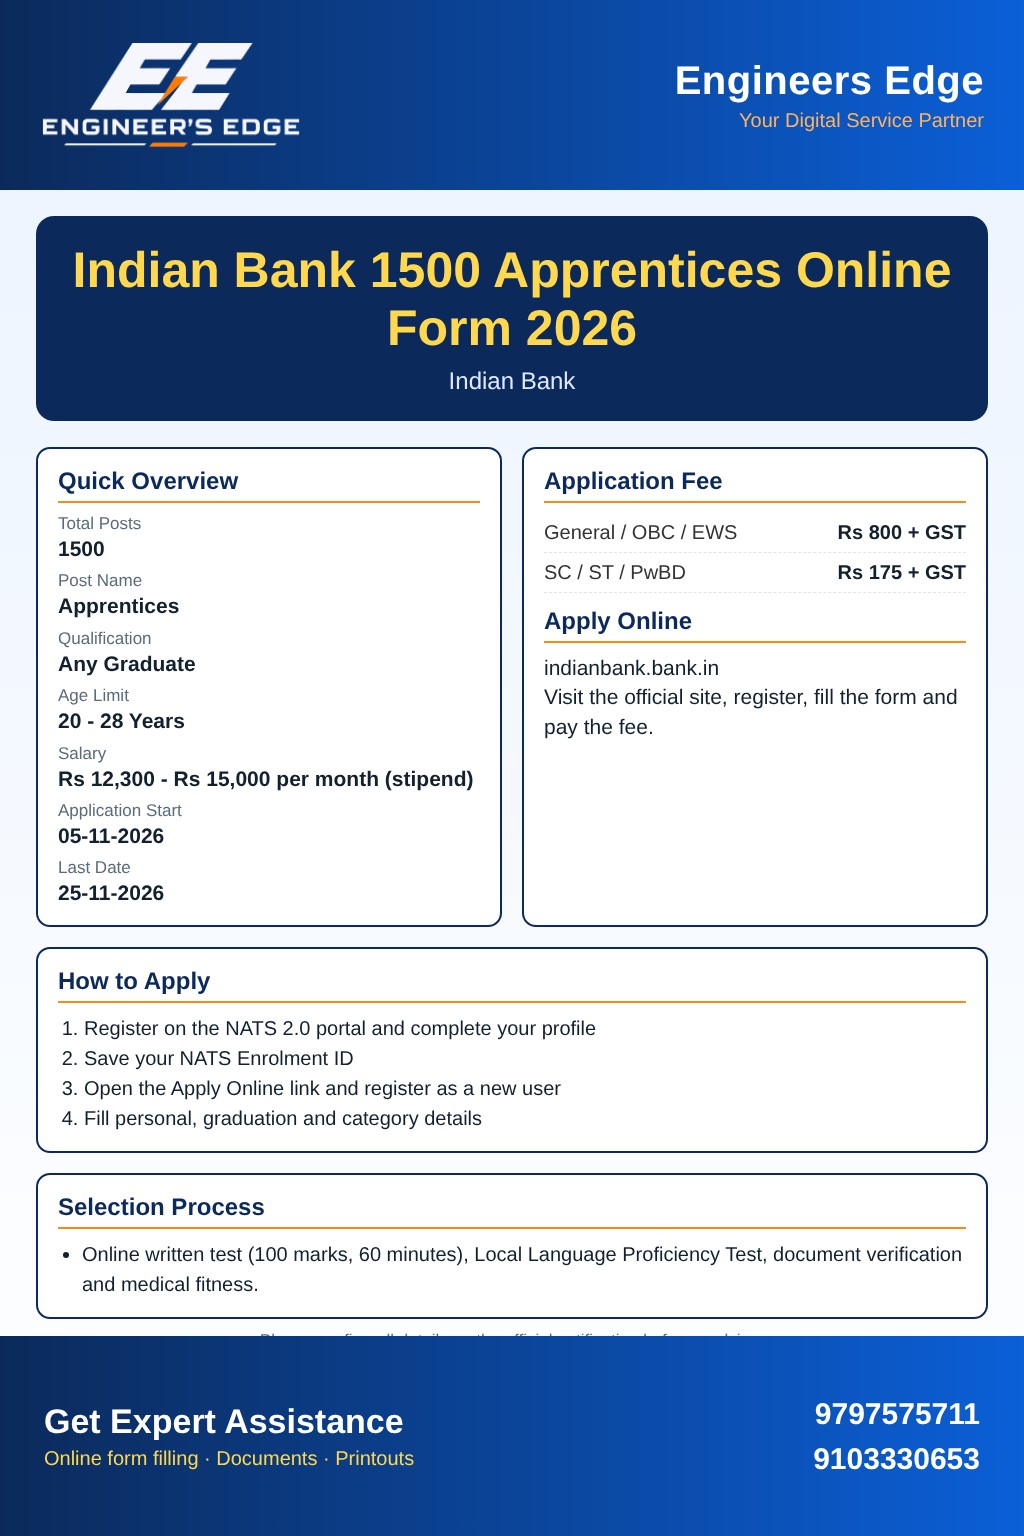 EE
ENGINEER'S EDGE
Engineers Edge
Your Digital Service Partner
Indian Bank 1500 Apprentices Online
Form 2026
Indian Bank
Quick Overview
Total Posts
1500
Post Name
Apprentices
Qualification
Any Graduate
Age Limit
20 - 28 Years
Salary
Rs 12,300 - Rs 15,000 per month (stipend)
Application Start
05-11-2026
Last Date
25-11-2026
Application Fee
General / OBC / EWS Rs 800 + GST
SC / ST / PwBD Rs 175 + GST
Apply Online
indianbank.bank.in
Visit the official site, register, fill the form and
pay the fee.
How to Apply
1. Register on the NATS 2.0 portal and complete your profile
2. Save your NATS Enrolment ID
3. Open the Apply Online link and register as a new user
4. Fill personal, graduation and category details
Selection Process
• Online written test (100 marks, 60 minutes), Local Language Proficiency Test, document verification
and medical fitness.
Get Expert Assistance
Online form filling · Documents · Printouts
9797575711
9103330653